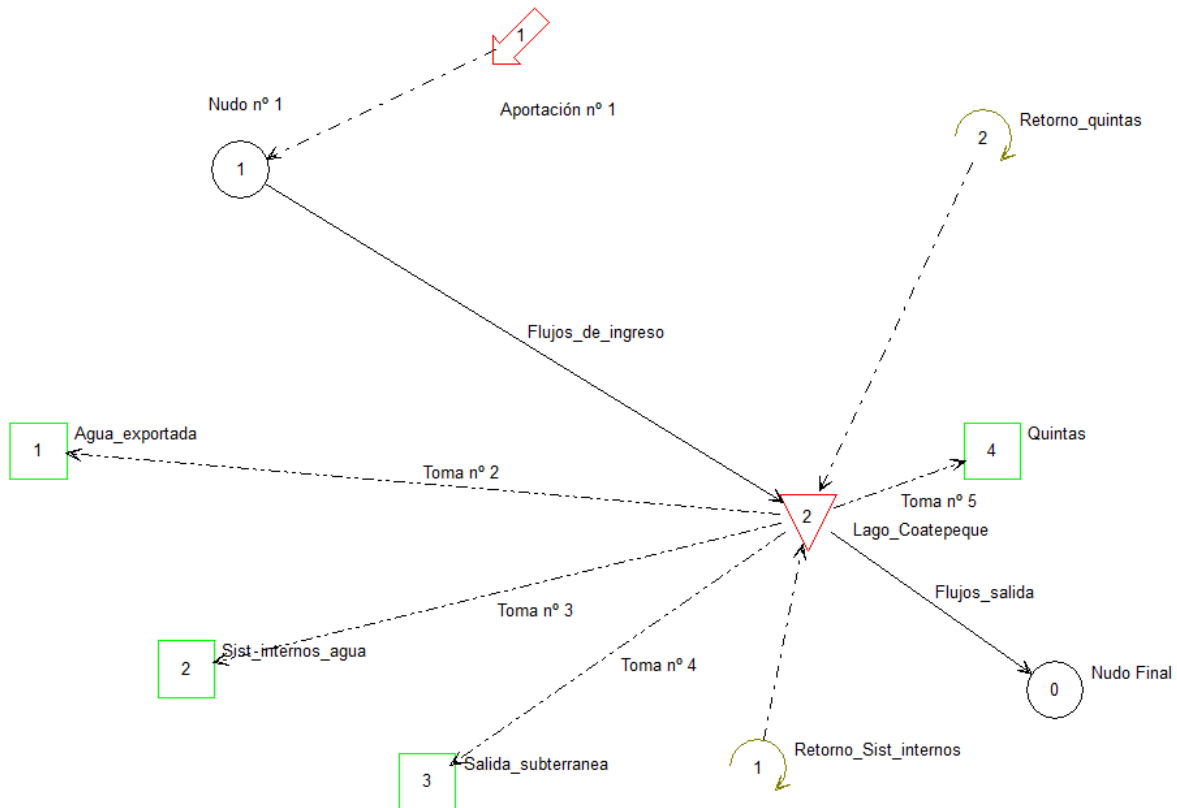 1
Nudo nº 1
Aportación nº 1
Retorno_quintas
2
1
Flujos_de_ingreso
Agua_exportada
1
Toma nº 2
Quintas
4
Toma nº 5
2
Lago_Coatepeque
Flujos_salida
Toma nº 3
Sist_internos_agua
2
Toma nº 4
Nudo Final
0
Salida_subterranea
3
Retorno_Sist_internos
1